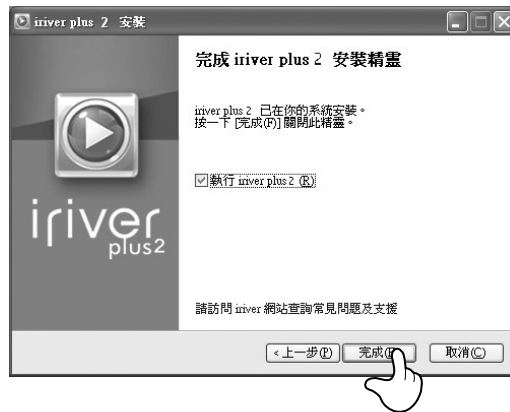 iriver plus 2 安裝
完成 iriver plus 2 安裝精靈
iriver plus 2 已在你的系統安裝。
按一下 [完成(F)] 關閉此精靈。
執行 iriver plus 2 (R)
iriver
plus2
請訪問 iriver 網站查詢常見問題及支援
<上一步(P) 完成(F) 取消(C)